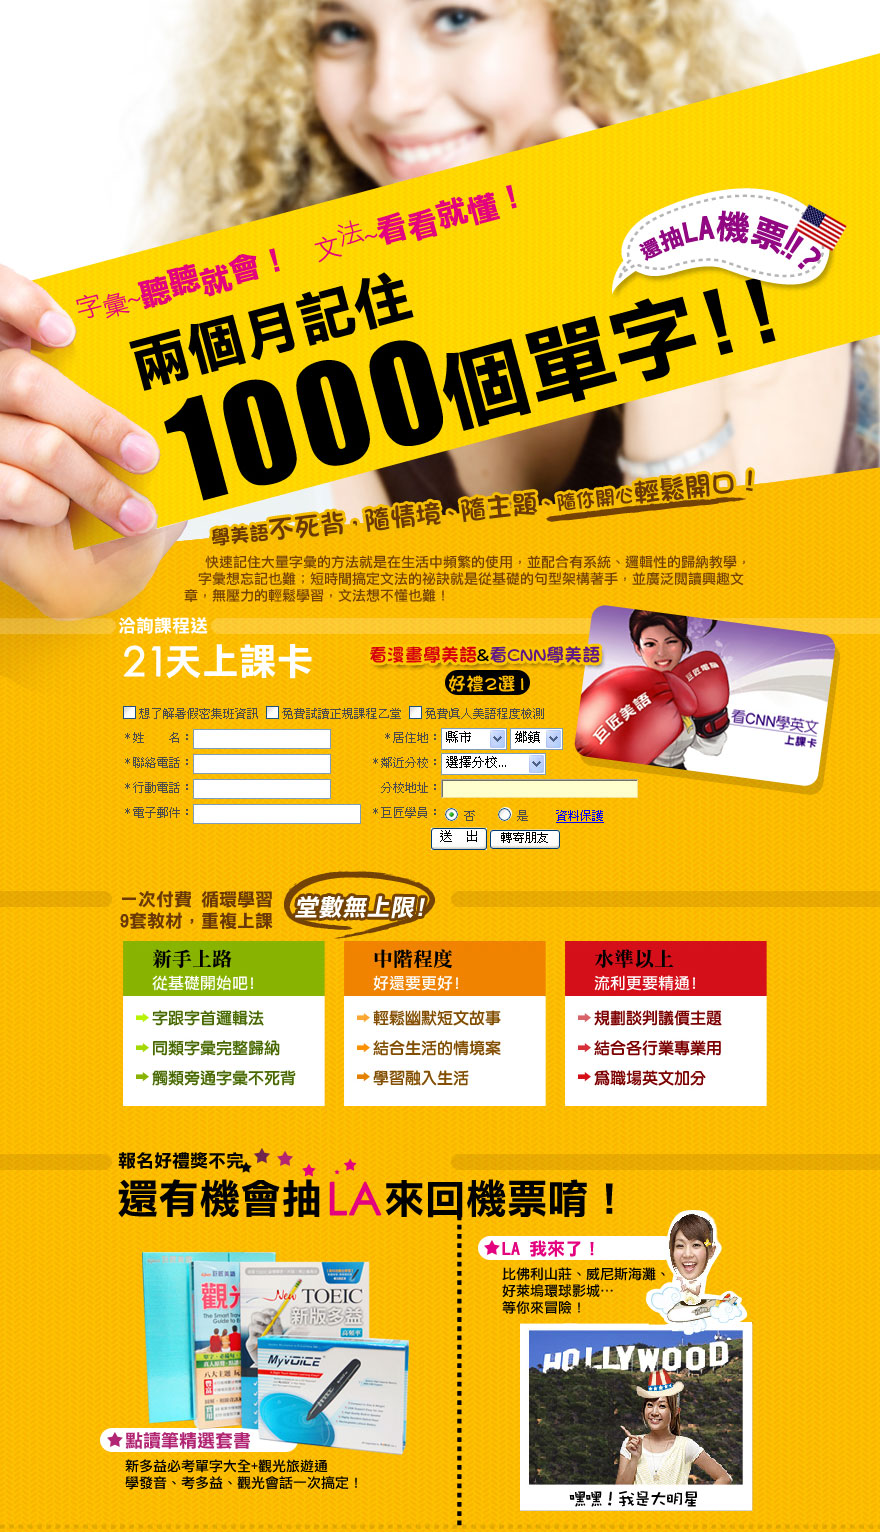 字彙~聽聽就會！ 文法~看看就懂！
還抽LA機票!!?
兩個月記住
1000個單字!!
學美語不死背，隨情境、隨主題、隨你開心輕鬆開口！
快速記住大量字彙的方法就是在生活中頻繁的使用，並配合有系統、邏輯性的歸納教學，
字彙想忘記也難；短時間搞定文法的祕訣就是從基礎的句型架構著手，並廣泛閱讀興趣文
章，無壓力的輕鬆學習，文法想不懂也難！
洽詢課程送
21天上課卡
看漫畫學美語&看CNN學美語
好禮2選1
巨匠美語
巨匠電腦
看CNN學英文
上課卡
想了解暑假密集班資訊 免費試讀正規課程乙堂 免費真人美語程度檢測
*姓 名：
*居住地：縣市 鄉鎮
*聯絡電話：
*鄰近分校：選擇分校...
*行動電話：
分校地址：
*電子郵件：
*巨匠學員： 否 是 資料保護
送 出 轉寄朋友
一次付費 循環學習
9套教材，重複上課
堂數無上限!
新手上路
從基礎開始吧!
字跟字首邏輯法
同類字彙完整歸納
觸類旁通字彙不死背
中階程度
好還要更好!
輕鬆幽默短文故事
結合生活的情境案
學習融入生活
水準以上
流利更要精通!
規劃談判議價主題
結合各行業專業用
為職場英文加分
報名好禮獎不完
還有機會抽LA來回機票唷！
New TOEIC
新版多益
高頻率
MyVOICE
點讀筆精選套書
新多益必考單字大全+觀光旅遊通
學發音、考多益、觀光會話一次搞定！
LA 我來了！
比佛利山莊、威尼斯海灘、
好萊塢環球影城…
等你來冒險！
HOLLYWOOD
嘿嘿！我是大明星